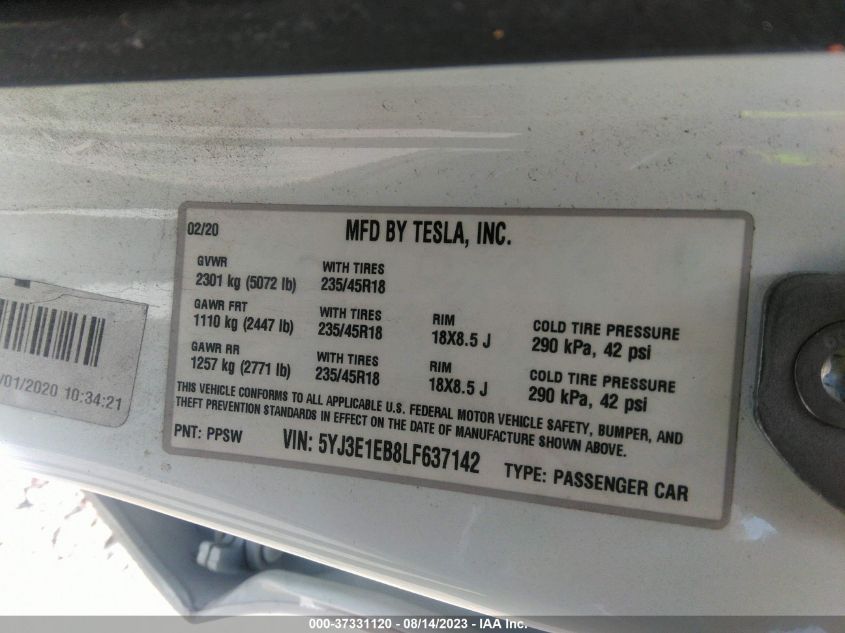 02/20
MFD BY TESLA, INC.
GVWR
2301 kg (5072 lb)
WITH TIRES
235/45R18
GAWR FRT
1110 kg (2447 lb)
WITH TIRES
235/45R18
RIM
18X8.5 J
COLD TIRE PRESSURE
290 kPa, 42 psi
GAWR RR
1257 kg (2771 lb)
WITH TIRES
235/45R18
RIM
18X8.5 J
COLD TIRE PRESSURE
290 kPa, 42 psi
THIS VEHICLE CONFORMS TO ALL APPLICABLE U.S. FEDERAL MOTOR VEHICLE SAFETY, BUMPER, AND
THEFT PREVENTION STANDARDS IN EFFECT ON THE DATE OF MANUFACTURE SHOWN ABOVE.
PNT: PPSW
VIN: 5YJ3E1EB8LF637142
TYPE: PASSENGER CAR
/01/2020 10:34:21
000-37331120 - 08/14/2023 - IAA Inc.